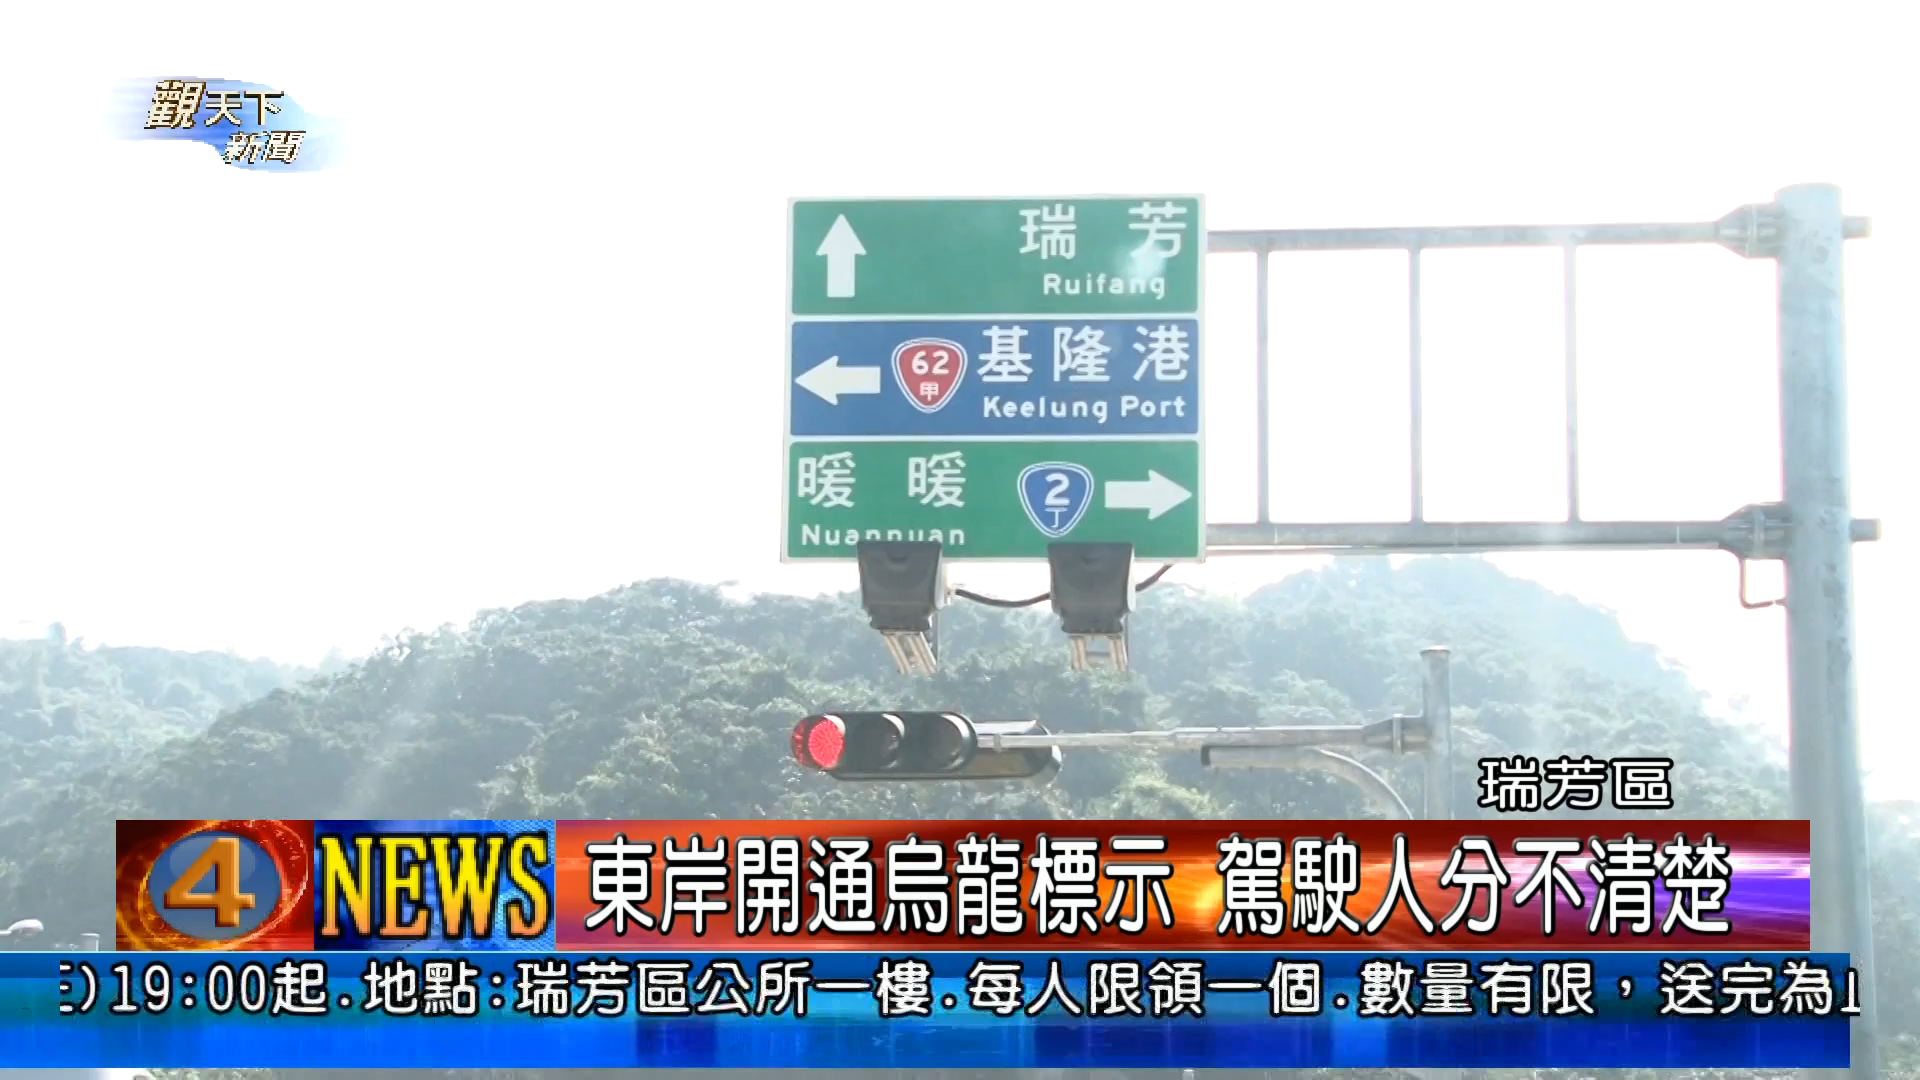 觀天下
新聞
瑞芳
Ruifang
62甲 基隆港
Keelung Port
暖暖 2丁
Nuannuan
瑞芳區
4 NEWS 東岸開通烏龍標示 駕駛人分不清楚
)19:00起.地點:瑞芳區公所一樓.每人限領一個.數量有限,送完為止